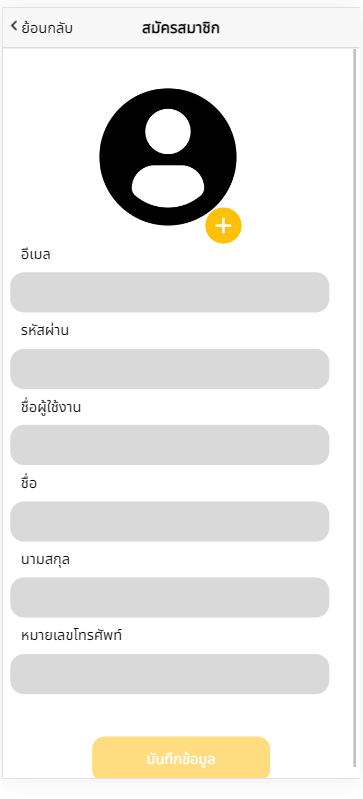 ย้อนกลับ สมัครสมาชิก
อีเมล
รหัสผ่าน
ชื่อผู้ใช้งาน
ชื่อ
นามสกุล
หมายเลขโทรศัพท์
บันทึกข้อมูล